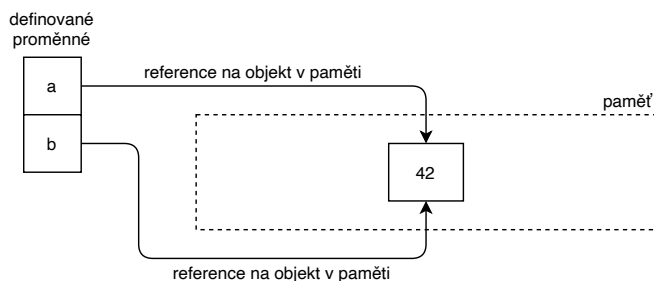 definované
proměnné
a
reference na objekt v paměti
paměť
b
42
reference na objekt v paměti